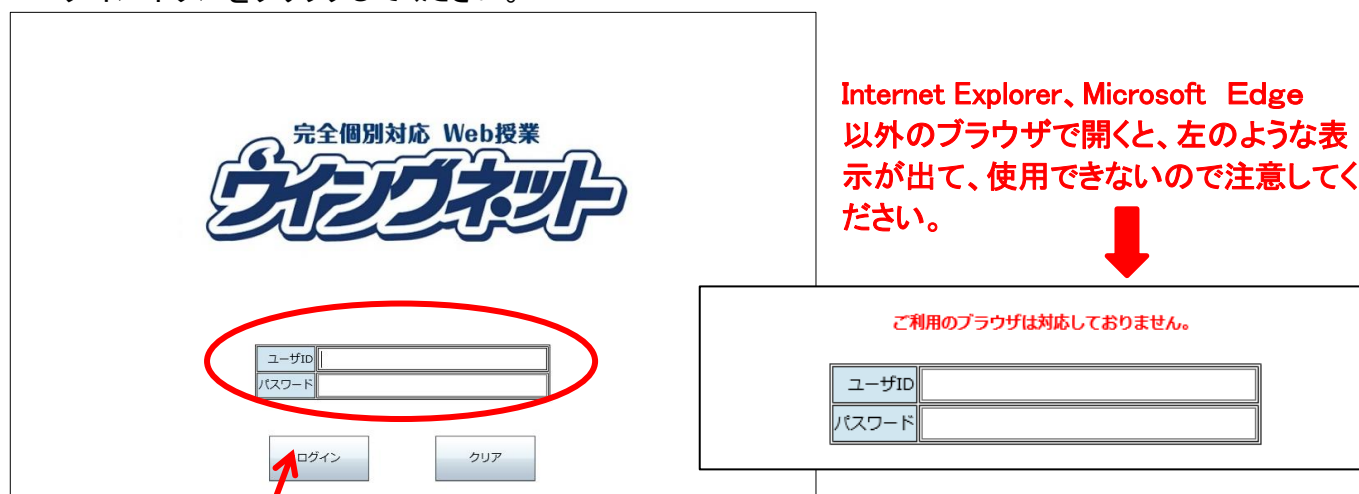 完全個別対応 Web授業
ウイングネット
ユーザID
パスワード
ログイン
クリア
Internet Explorer、Microsoft　Edge
以外のブラウザで開くと、左のような表
示が出て、使用できないので注意してく
ださい。
ご利用のブラウザは対応しておりません。
ユーザID
パスワード